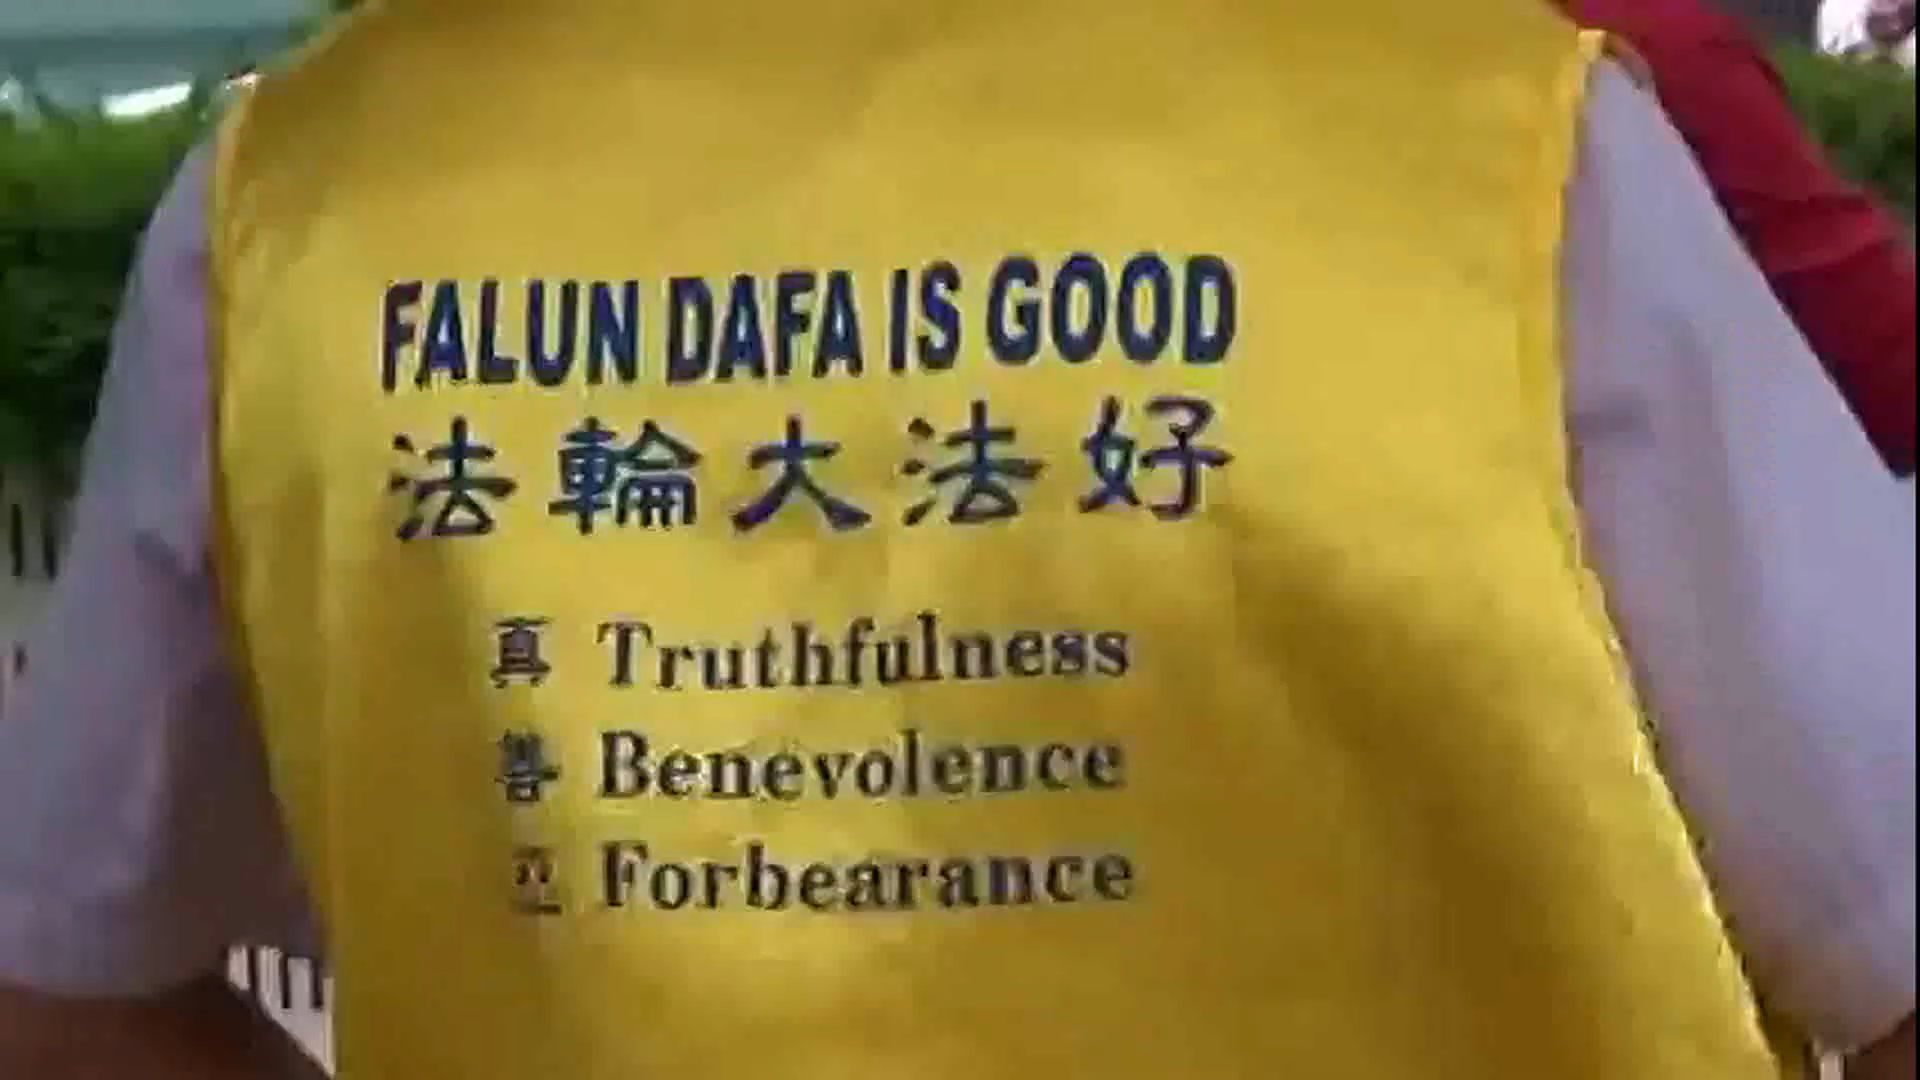 FALUN DAFA IS GOOD
法輪大法好
真 Truthfulness
善 Benevolence
Forbearance